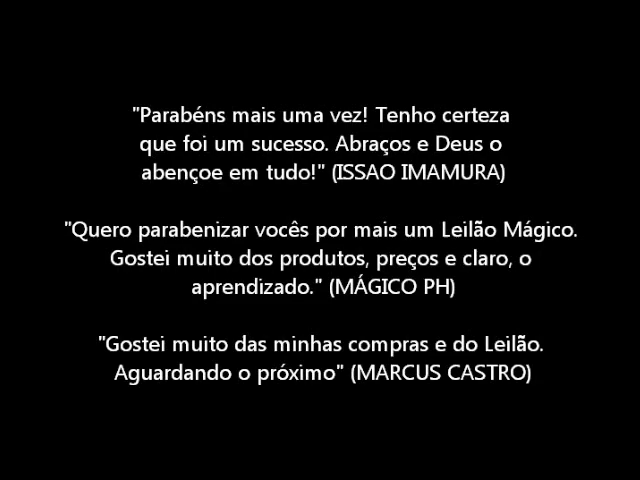 "Parabéns mais uma vez! Tenho certeza
que foi um sucesso. Abraços e Deus o
abençoe em tudo!" (ISSAO IMAMURA)
"Quero parabenizar vocês por mais um Leilão Mágico.
Gostei muito dos produtos, preços e claro, o
aprendizado." (MÁGICO PH)
"Gostei muito das minhas compras e do Leilão.
Aguardando o próximo" (MARCUS CASTRO)